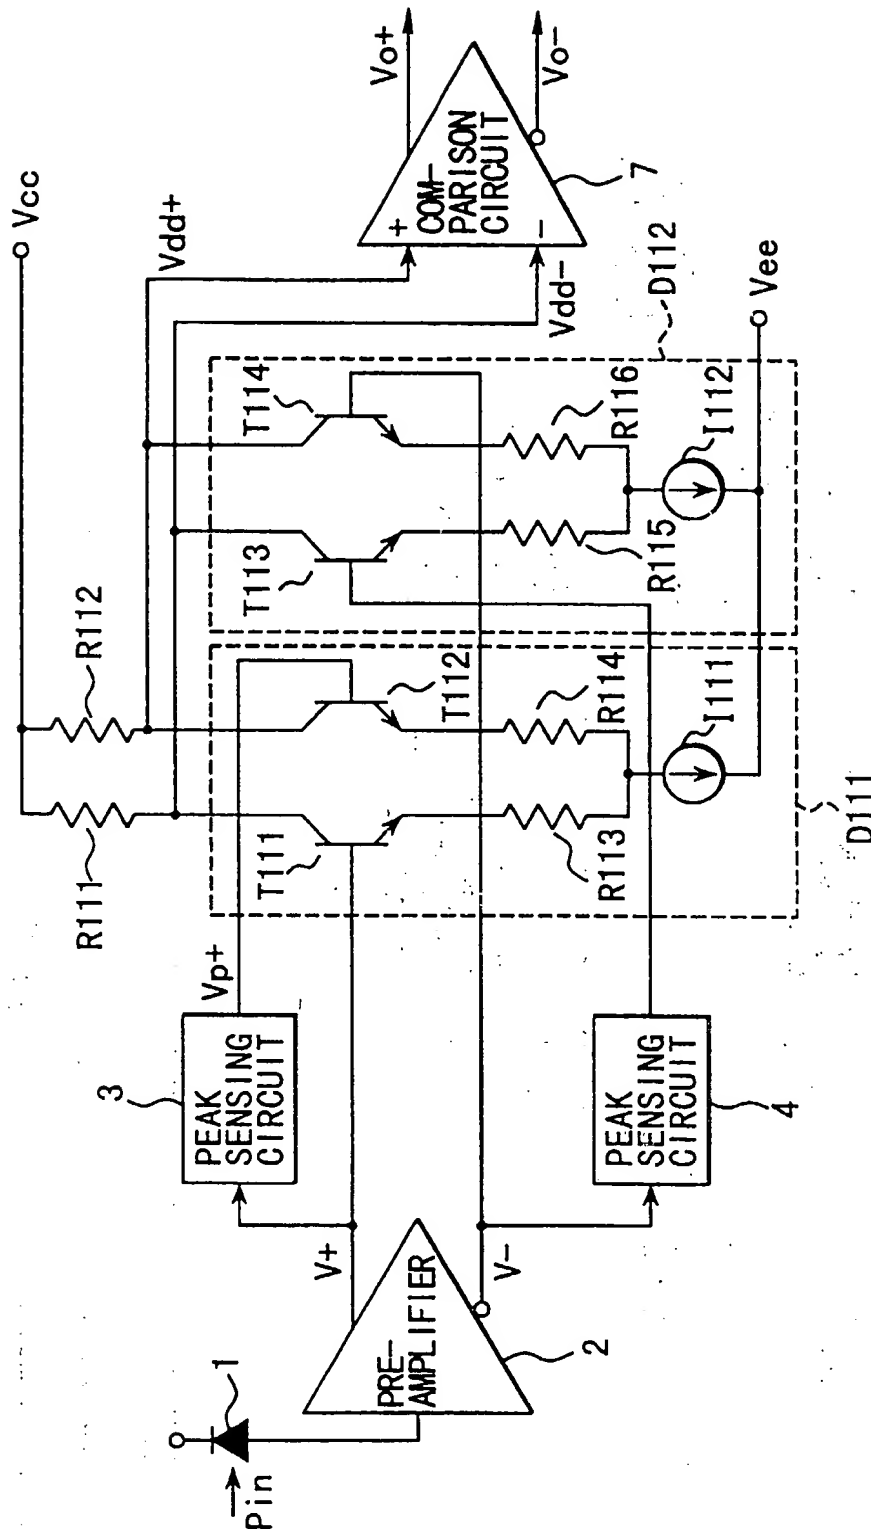 Pin
1
PRE-
AMPLIFIER
2
V+
V-
3
PEAK
SENSING
CIRCUIT
Vp+
PEAK
SENSING
CIRCUIT
4
R111
R112
Vcc
T111
T112
R113
R114
I111
D111
T113
T114
R115
R116
I112
D112
Vee
Vdd+
Vdd-
+
COM-
PARISON
CIRCUIT
-
7
Vo+
Vo-